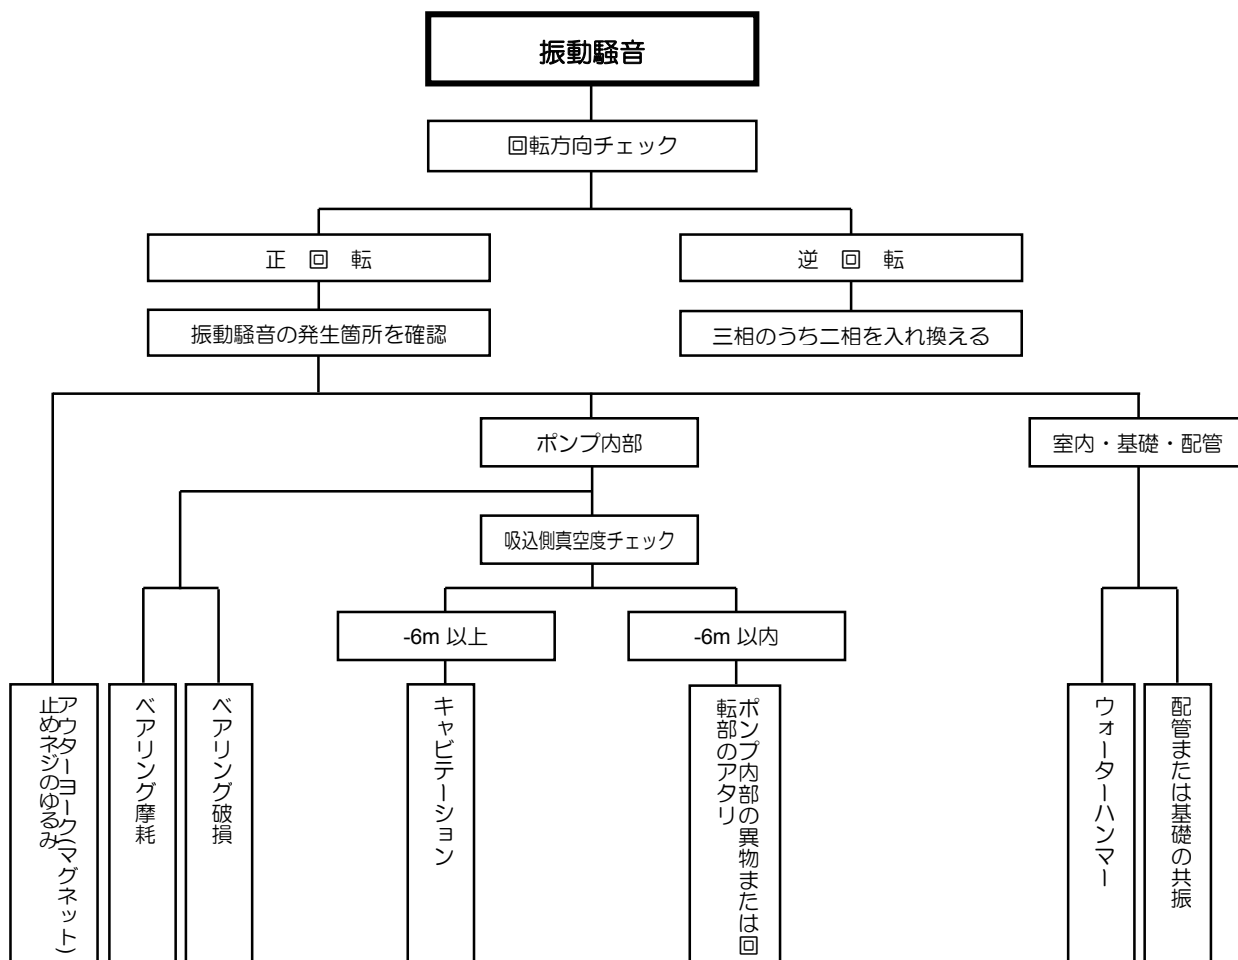 振動騒音
回転方向チェック
正　回　転
逆　回　転
振動騒音の発生箇所を確認
三相のうち二相を入れ換える
ポンプ内部
室内・基礎・配管
吸込側真空度チェック
-6m 以上
-6m 以内
アウターヨーク(マグネット)
止めネジのゆるみ
ベアリング摩耗
ベアリング破損
キャビテーション
ポンプ内部の異物または回
転部のアタリ
ウォーターハンマー
配管または基礎の共振